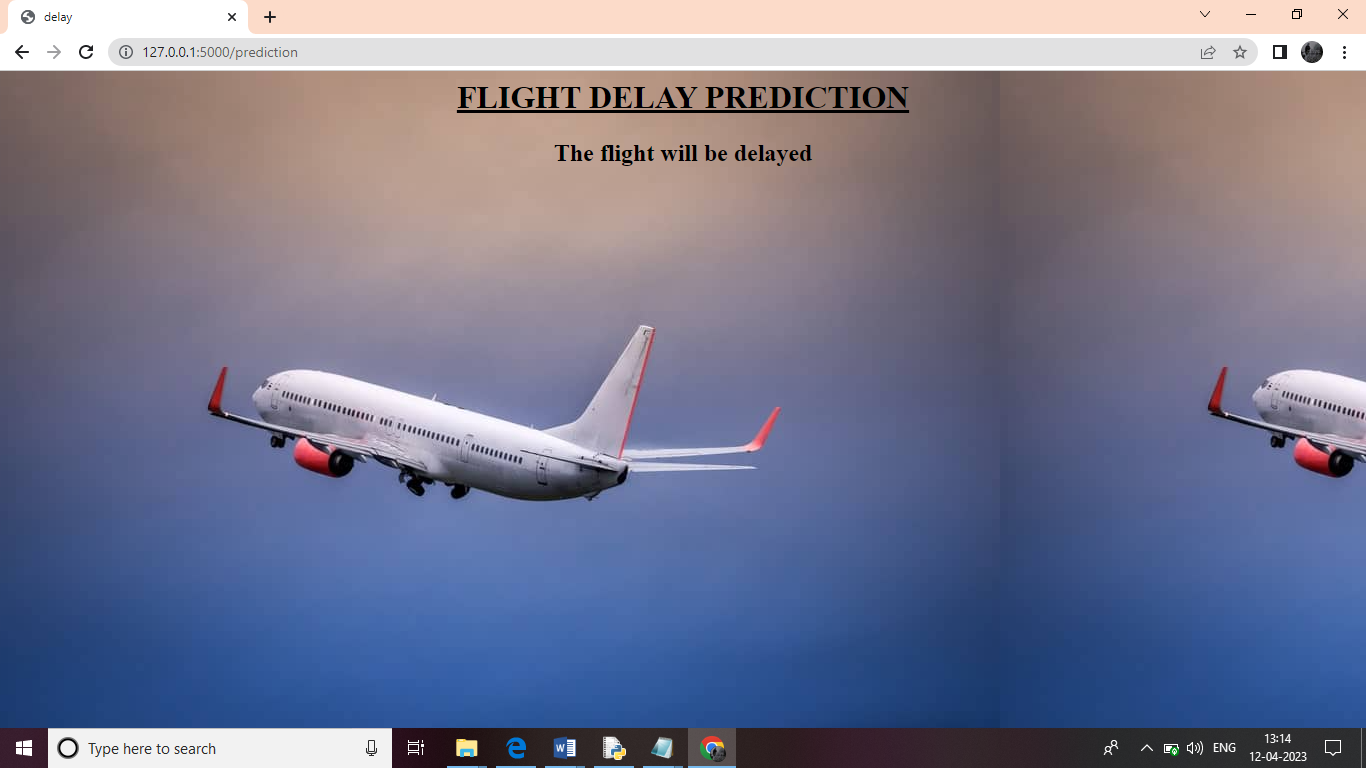 delay
127.0.0.1:5000/prediction
FLIGHT DELAY PREDICTION
The flight will be delayed
Type here to search
ENG
13:14
12-04-2023